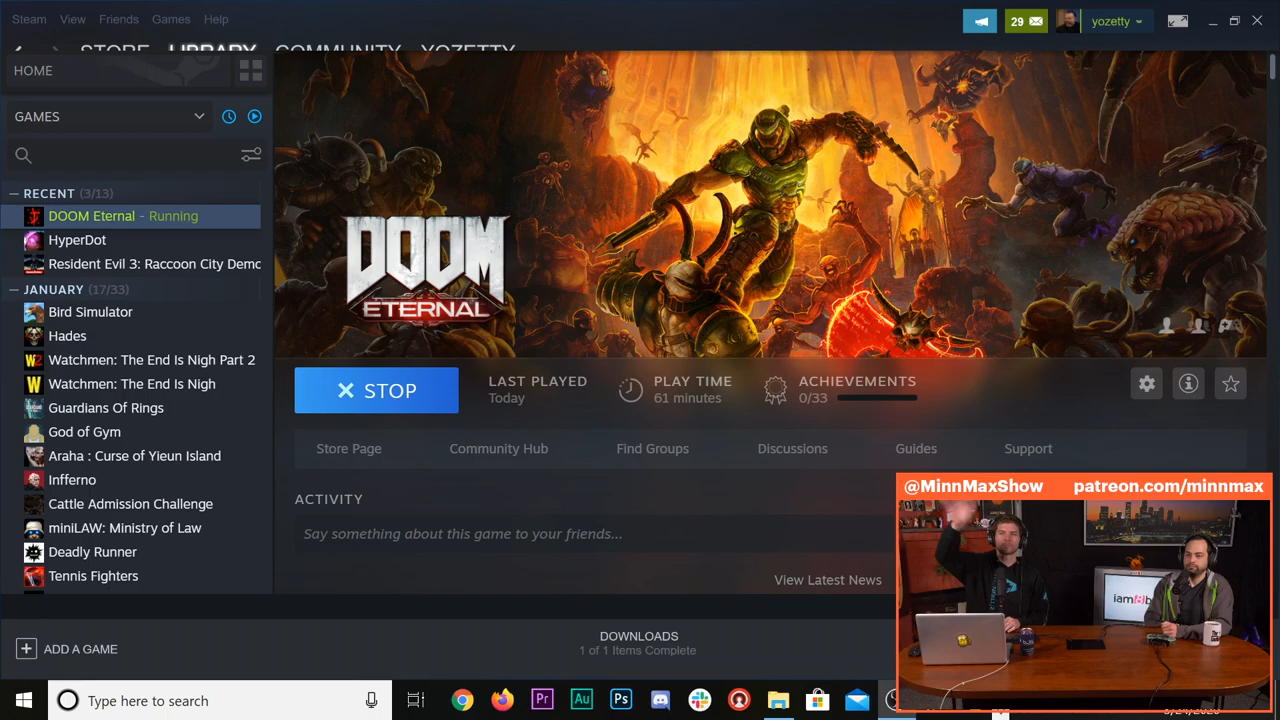 Steam View Friends Games Help
29
yozetty
STORE LIBRARY COMMUNITY YOZETTY
HOME
GAMES
— RECENT (3/13)
DOOM Eternal - Running
HyperDot
Resident Evil 3: Raccoon City Demo
— JANUARY (17/33)
Bird Simulator
Hades
Watchmen: The End Is Nigh Part 2
Watchmen: The End Is Nigh
Guardians Of Rings
God of Gym
Araha : Curse of Yieun Island
Infferno
Cattle Admission Challenge
miniLAW: Ministry of Law
Deadly Runner
Tennis Fighters
DOOM
ETERNAL
STOP
LAST PLAYED
Today
PLAY TIME
61 minutes
ACHIEVEMENTS
0/33
Store Page Community Hub Find Groups Discussions Guides Support
ACTIVITY
Say something about this game to your friends...
View Latest News
@MinnMaxShow patreon.com/minnmax
iam8b
ADD A GAME
DOWNLOADS
1 of 1 Items Complete
Type here to search
Pr
Au
Ps